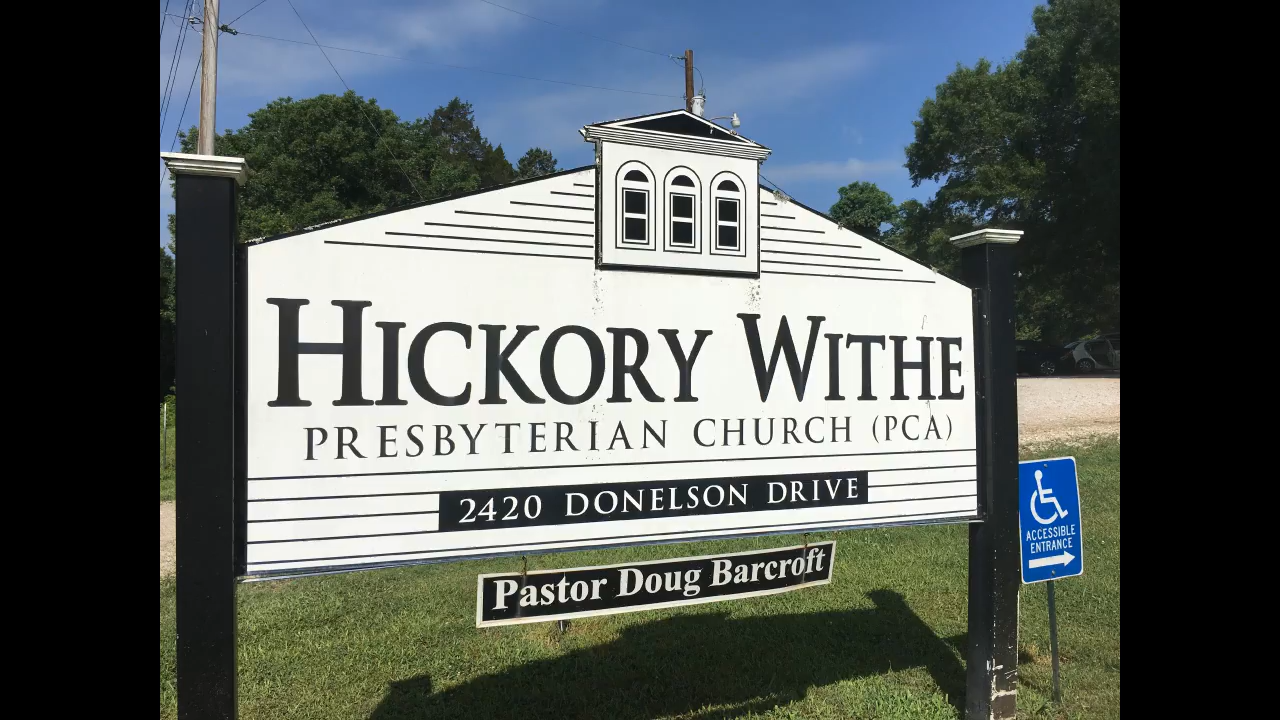 HICKORY WITHE
PRESBYTERIAN CHURCH (PCA)
2420 DONELSON DRIVE
Pastor Doug Barcroft
ACCESSIBLE
ENTRANCE